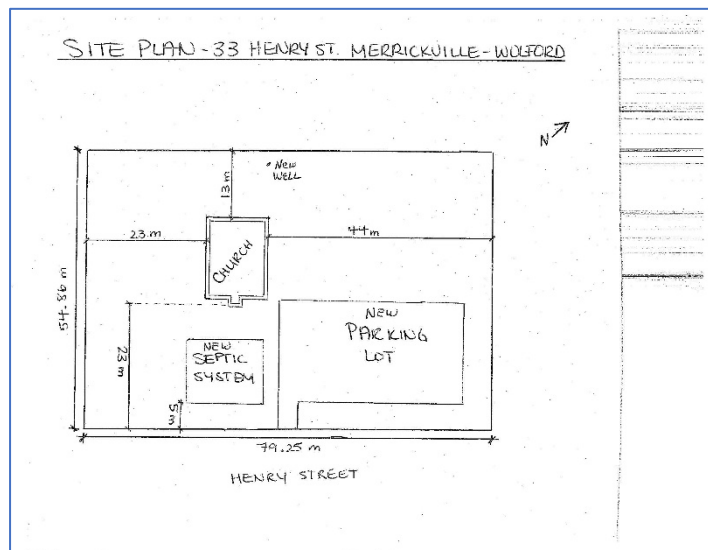 SITE PLAN - 33 HENRY ST. MERRICKVILLE-WOLFORD
N
NEW
WELL
13 m
23 m
44 m
CHURCH
54.86 m
23 m
NEW
SEPTIC
SYSTEM
NEW
PARKING
LOT
5 m
79.25 m
HENRY STREET